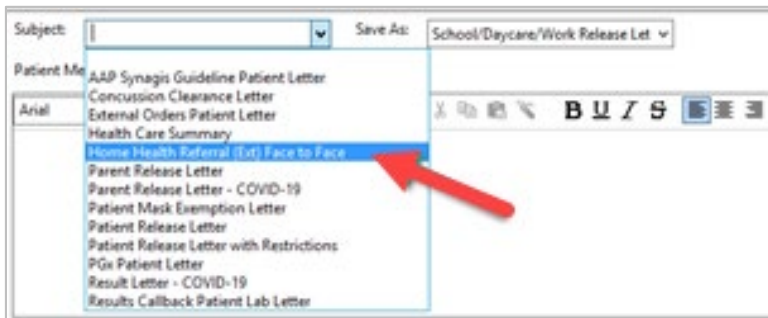 Subject: Save As: School/Daycare/Work Release Let
Patient Me
AAP Synagis Guideline Patient Letter
Concussion Clearance Letter
Arial B U I S
External Orders Patient Letter
Health Care Summary
Home Health Referral (Ext) Face to Face
Parent Release Letter
Parent Release Letter - COVID-19
Patient Mask Exemption Letter
Patient Release Letter
Patient Release Letter with Restrictions
PGx Patient Letter
Result Letter - COVID-19
Results Callback Patient Lab Letter